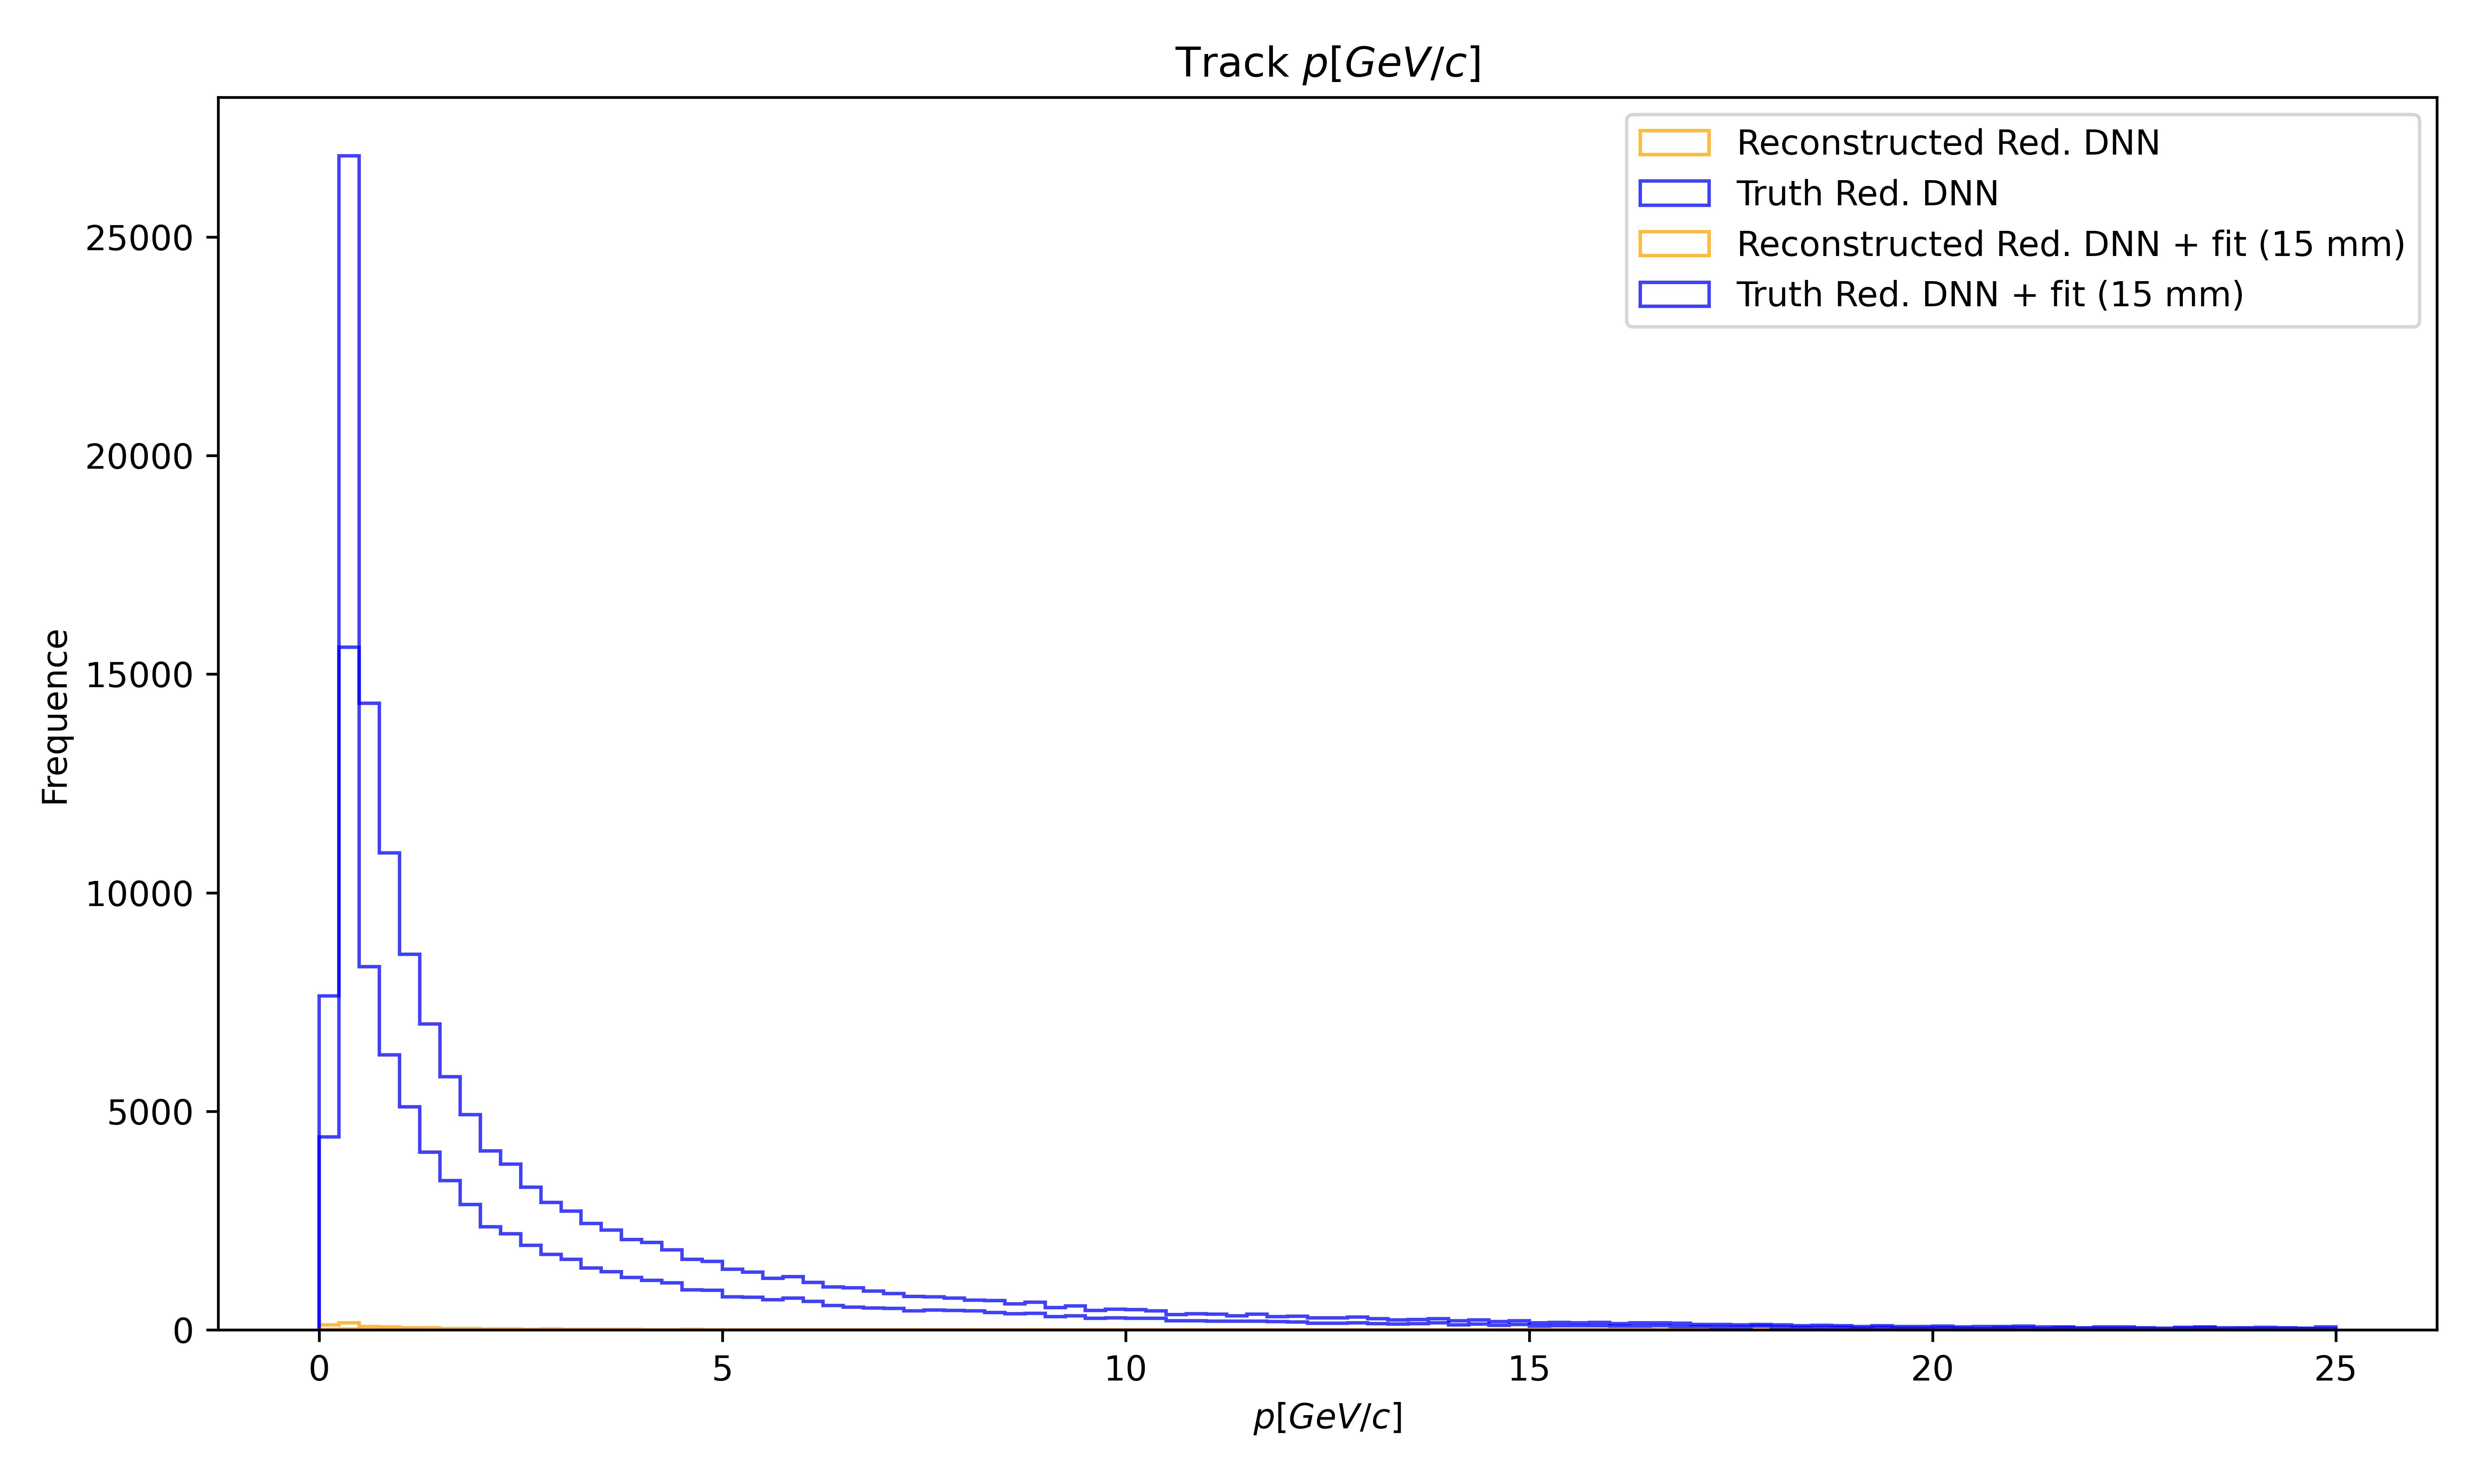 Track p[GeV/c]
Reconstructed Red. DNN
Truth Red. DNN
Reconstructed Red. DNN + fit (15 mm)
Truth Red. DNN + fit (15 mm)
Frequence
25000
20000
15000
10000
5000
0
0 5 10 15 20 25
p[GeV/c]